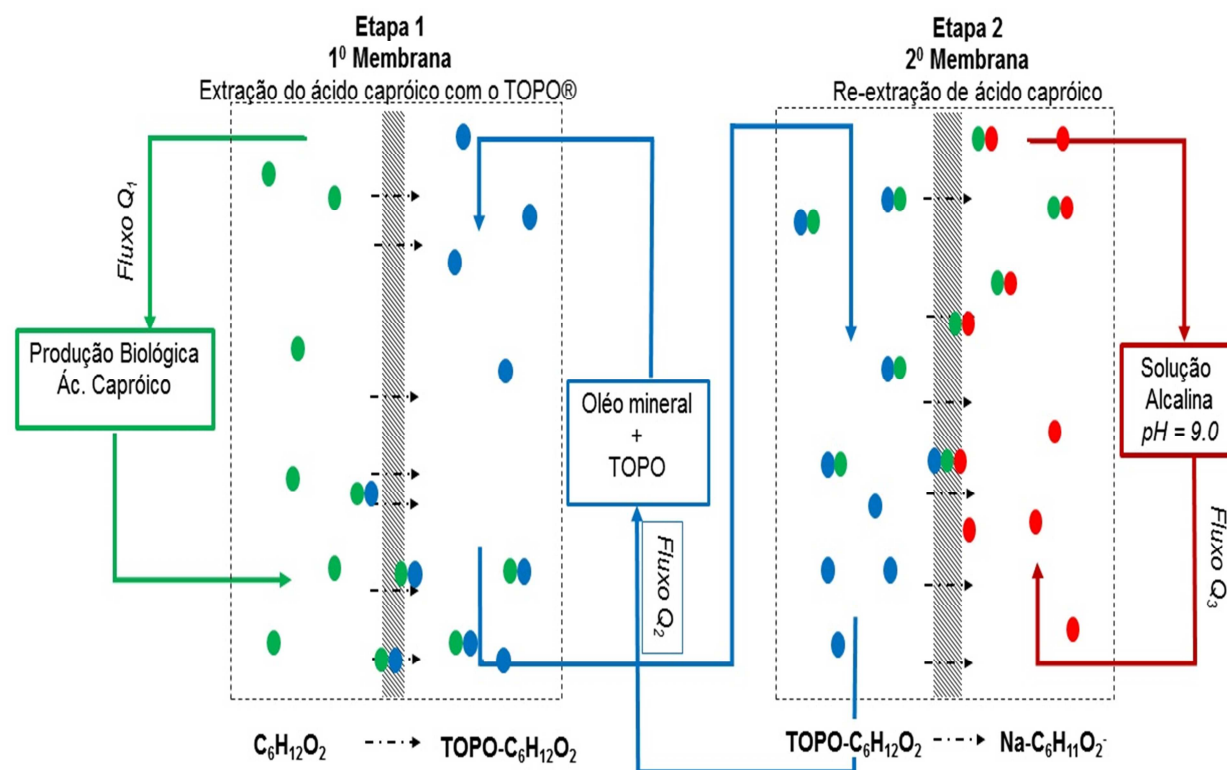 Etapa 1
1⁰ Membrana
Extração do ácido capróico com o TOPO®
Etapa 2
2⁰ Membrana
Re-extração de ácido capróico
Fluxo Q₁
Produção Biológica
Ác. Capróico
Oléo mineral
+
TOPO
Fluxo Q₂
Solução
Alcalina
pH = 9.0
Fluxo Q₃
C₆H₁₂O₂
TOPO-C₆H₁₂O₂
TOPO-C₆H₁₂O₂
Na-C₆H₁₁O₂⁻